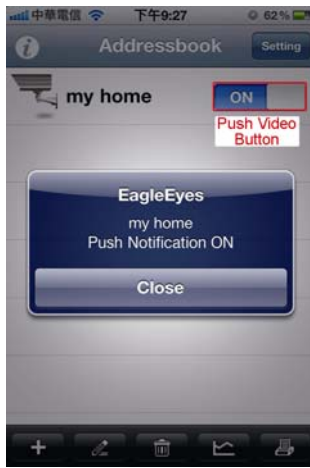 中華電信 下午9:27 62%
Addressbook Setting
my home ON
Push Video
Button
EagleEyes
my home
Push Notification ON
Close